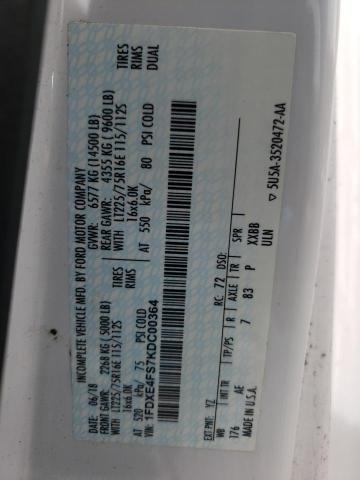 INCOMPLETE VEHICLE MFD. BY FORD MOTOR COMPANY
06/18 GVWR: 6577 KG (14500 LB)
FRONT GAWR: 2268 KG (5000 LB) REAR GAWR: 4355 KG ( 9600 LB)
WITH LT225/75R16E 115/112S TIRES WITH LT225/75R16E 115/112S TIRES
16x6.0K RIMS 16x6.0K RIMS
AT 520 kPa/ 75 PSI COLD AT 550 kPa/ 80 PSI COLD DUAL
VIN: 1FDXE4FS7KDC00364
EXT PNT: YZ RC: 72 DSO:
WB INT TR TP/PS R AXLE TR SPR
176 AE 7 83 P XXBB
MADE IN U.S.A. ULN
▽ 5U5A-3520472-AA